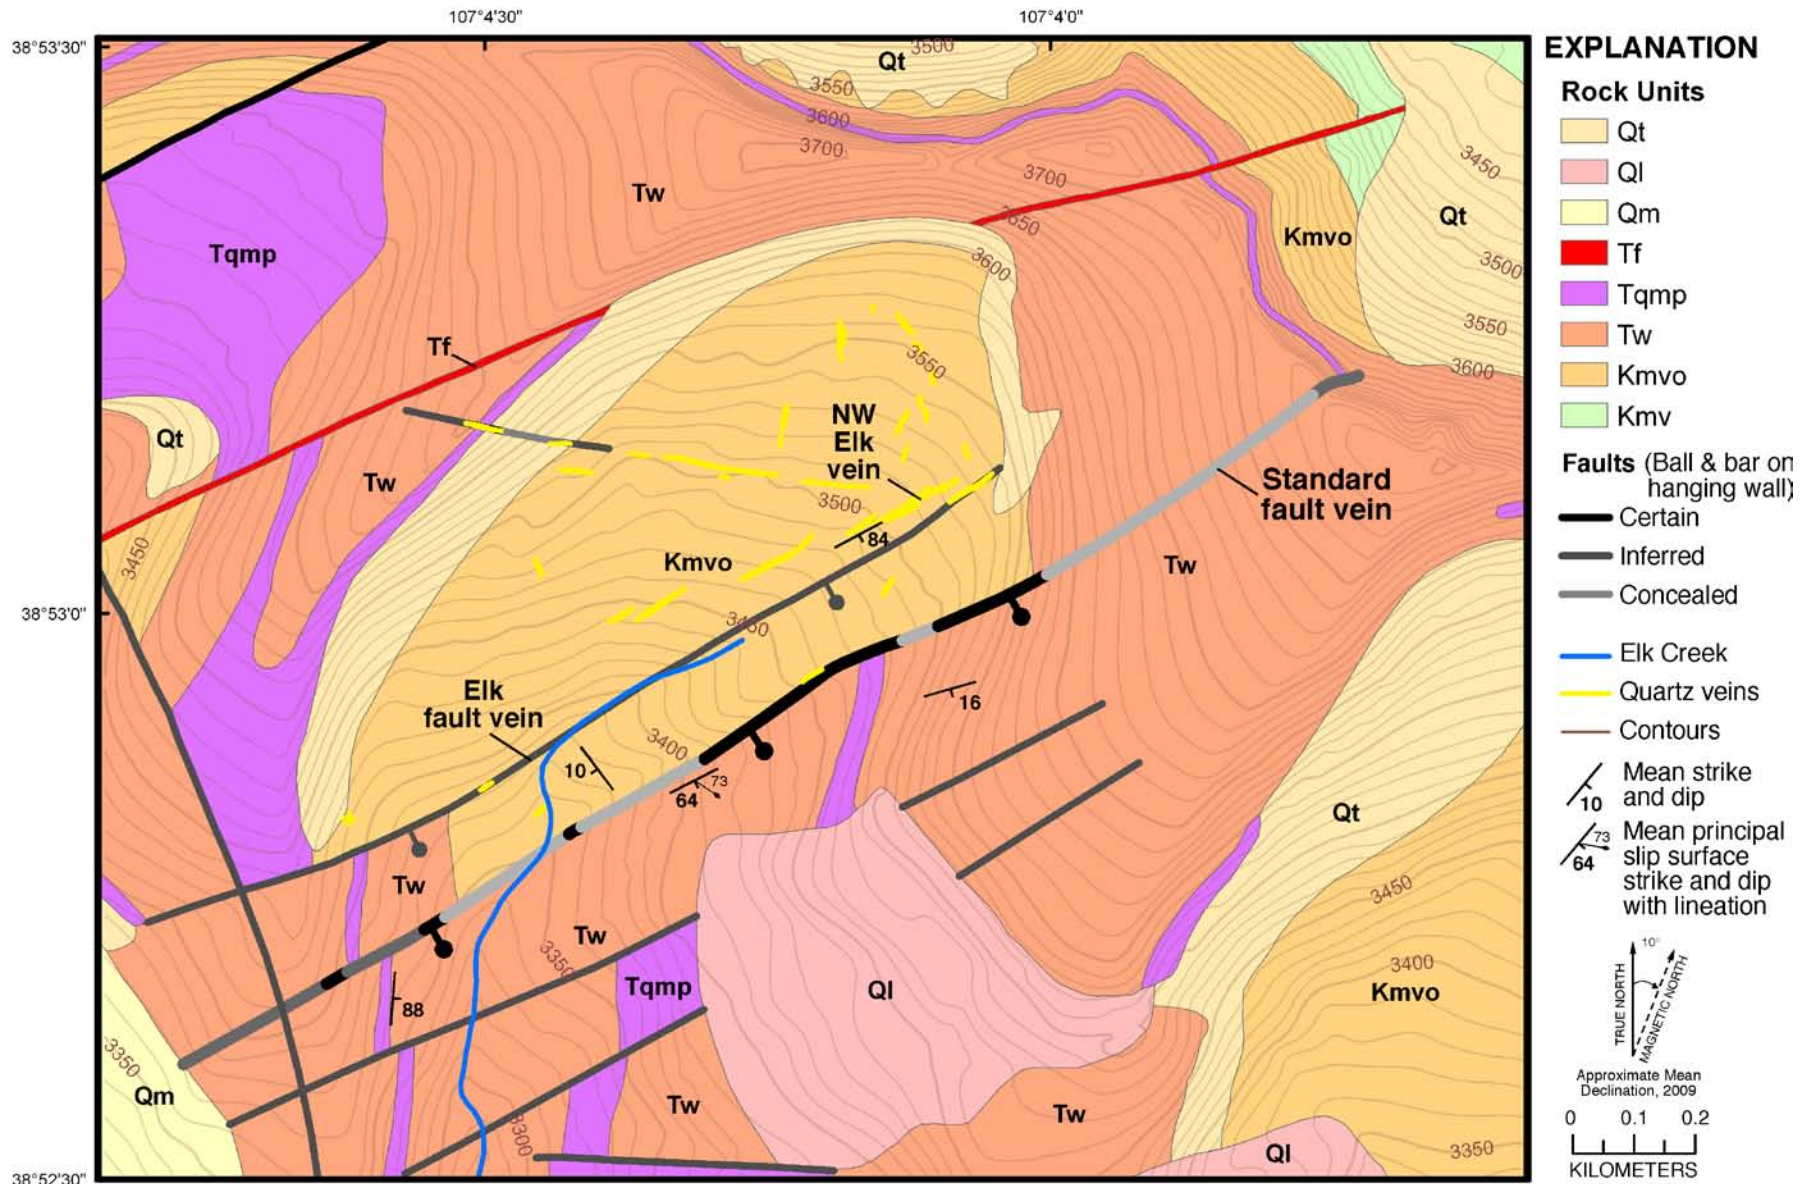 107°4'30"
107°4'0"
38°53'30"
38°53'0"
38°52'30"
3500
Qt
3550
3600
3700
Tw
3700
3650
Kmvo
Qt
3450
3500
3550
3600
Tqmp
3600
Tf
Qt
Tw
3550
NW
Elk
vein
3500
84
Standard
fault vein
3450
Kmvo
Tw
3450
Elk
fault vein
16
3400
10
73
64
Qt
Tw
3450
Tw
3350
Tqmp
Ql
3400
Kmvo
88
3350
Qm
Tw
Tw
3300
Ql
3350
EXPLANATION
Rock Units
Qt
Ql
Qm
Tf
Tqmp
Tw
Kmvo
Kmv
Faults (Ball & bar on
hanging wall)
Certain
Inferred
Concealed
Elk Creek
Quartz veins
Contours
Mean strike
and dip
10
Mean principal
slip surface
strike and dip
with lineation
73
64
10°
TRUE NORTH
MAGNETIC NORTH
Approximate Mean
Declination, 2009
0 0.1 0.2
KILOMETERS